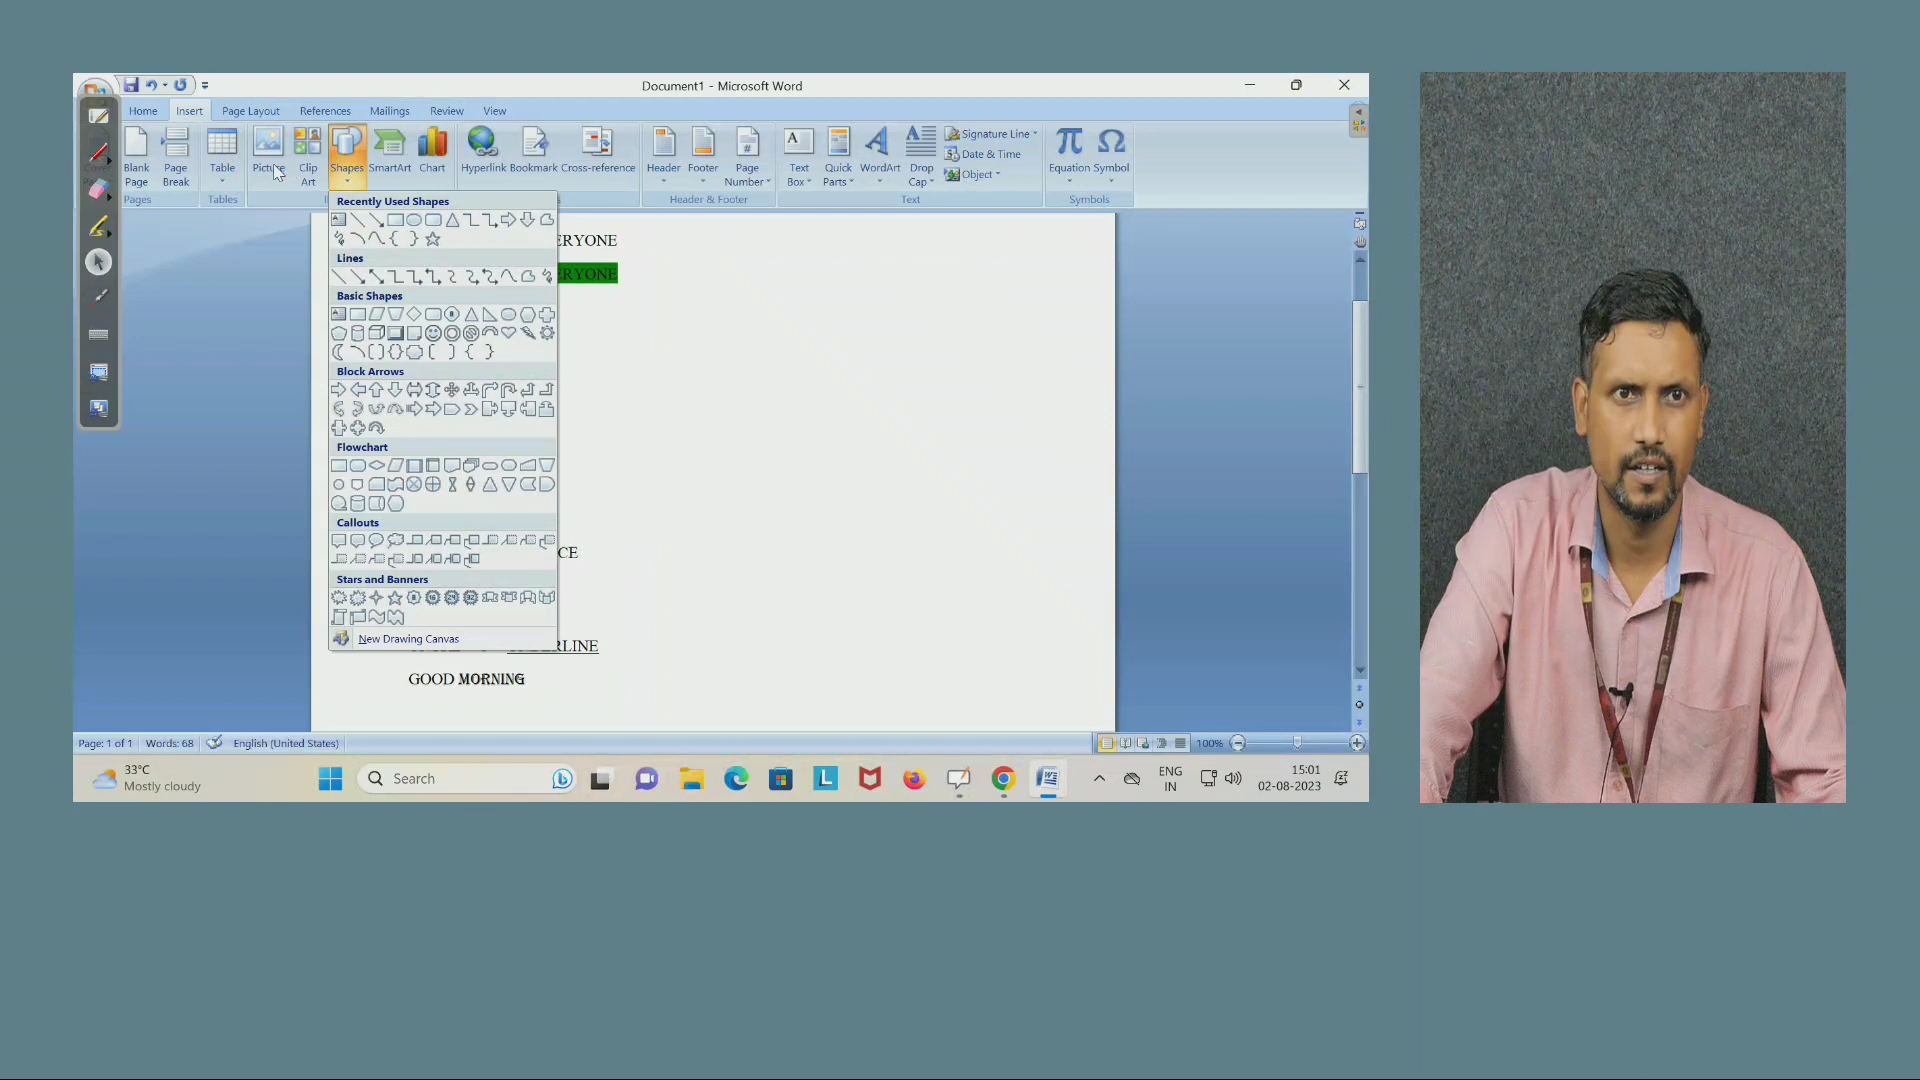 Document1 - Microsoft Word
Home Insert Page Layout References Mailings Review View
Blank Page
Page Break
Table
Picture
Clip Art
Shapes
SmartArt
Chart
Hyperlink
Bookmark
Cross-reference
Header
Footer
Page Number
Text Box
Quick Parts
WordArt
Drop Cap
Signature Line
Date & Time
Object
Equation
Symbol
Pages Tables Header & Footer Text Symbols
Recently Used Shapes
Lines
Basic Shapes
Block Arrows
Flowchart
Callouts
Stars and Banners
New Drawing Canvas
ERYONE
ERYONE
CE
RLINE
GOOD MORNING
Page: 1 of 1 Words: 68 English (United States) 100%
33°C
Mostly cloudy
Search
ENG
IN
15:01
02-08-2023